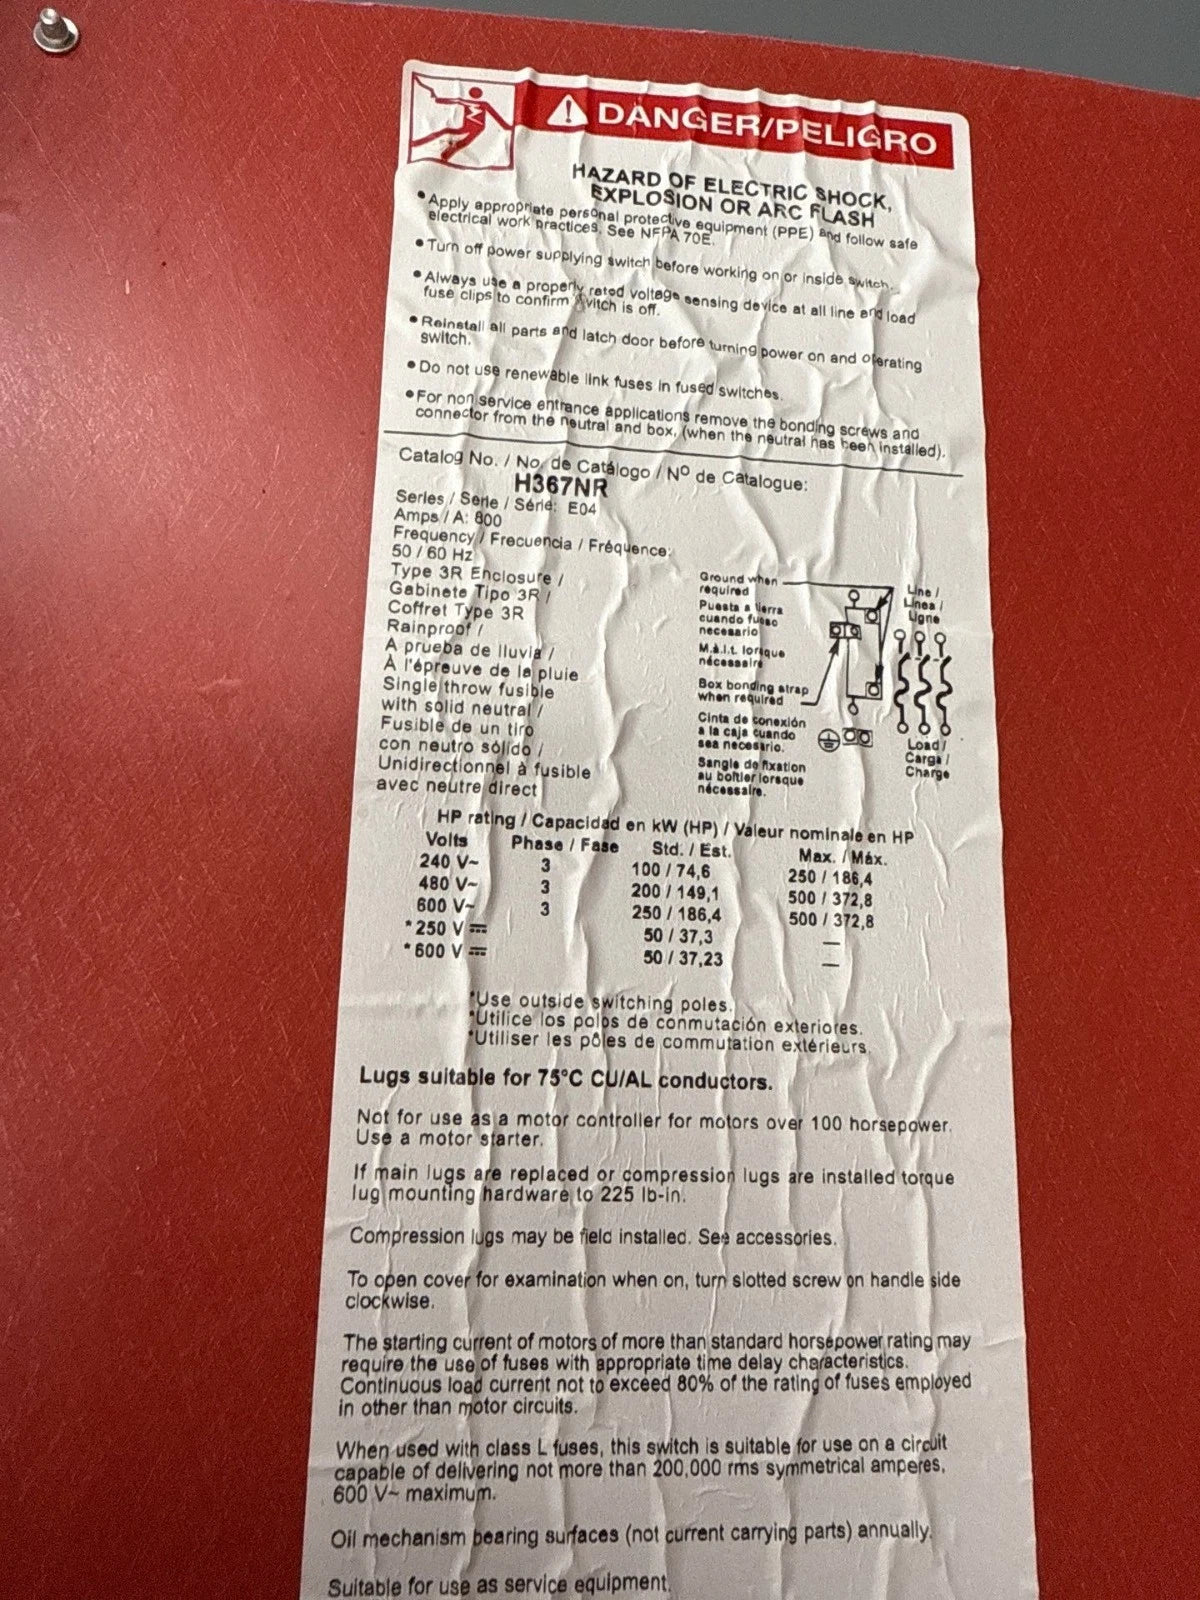 DANGER/PELIGRO
HAZARD OF ELECTRIC SHOCK,
EXPLOSION OR ARC FLASH
• Apply appropriate personal protective equipment (PPE) and follow safe
electrical work practices. See NFPA 70E.
• Turn off power supplying switch before working on or inside switch.
• Always use a properly rated voltage sensing device at all line and load
fuse clips to confirm switch is off.
• Reinstall all parts and latch door before turning power on and operating
switch.
• Do not use renewable link fuses in fused switches.
• For non service entrance applications remove the bonding screws and
connector from the neutral and box, (when the neutral has been installed).
Catalog No. / No. de Catálogo / Nº de Catalogue:
H367NR
Series / Serie / Série: E04
Amps / A: 800
Frequency / Frecuencia / Fréquence:
50 / 60 Hz
Type 3R Enclosure /
Gabinete Tipo 3R /
Coffret Type 3R
Rainproof /
A prueba de lluvia /
À l'épreuve de la pluie
Single throw fusible
with solid neutral /
Fusible de un tiro
con neutro sólido /
Unidirectionnel à fusible
avec neutre direct
Ground when
required
Puesta a tierra
cuando fueso
necesario
M.à.l.t. lorsque
nécessaire
Box bonding strap
when required
Cinta de conexión
a la caja cuando
sea necesario.
Sangle de fixation
au boîtier lorsque
nécessaire.
Line /
Línea /
Ligne
Load /
Carga /
Charge
HP rating / Capacidad en kW (HP) / Valeur nominale en HP
Volts Phase / Fase Std. / Est. Max. / Máx.
240 V~ 3 100 / 74,6 250 / 186,4
480 V~ 3 200 / 149,1 500 / 372,8
600 V~ 3 250 / 186,4 500 / 372,8
*250 V ⎓ 50 / 37,3 —
*600 V ⎓ 50 / 37,23 —
*Use outside switching poles.
*Utilice los polos de conmutación exteriores.
*Utiliser les pôles de commutation extérieurs.
Lugs suitable for 75°C CU/AL conductors.
Not for use as a motor controller for motors over 100 horsepower.
Use a motor starter.
If main lugs are replaced or compression lugs are installed torque
lug mounting hardware to 225 lb-in.
Compression lugs may be field installed. See accessories.
To open cover for examination when on, turn slotted screw on handle side
clockwise.
The starting current of motors of more than standard horsepower rating may
require the use of fuses with appropriate time delay characteristics.
Continuous load current not to exceed 80% of the rating of fuses employed
in other than motor circuits.
When used with class L fuses, this switch is suitable for use on a circuit
capable of delivering not more than 200,000 rms symmetrical amperes,
600 V~ maximum.
Oil mechanism bearing surfaces (not current carrying parts) annually.
Suitable for use as service equipment.